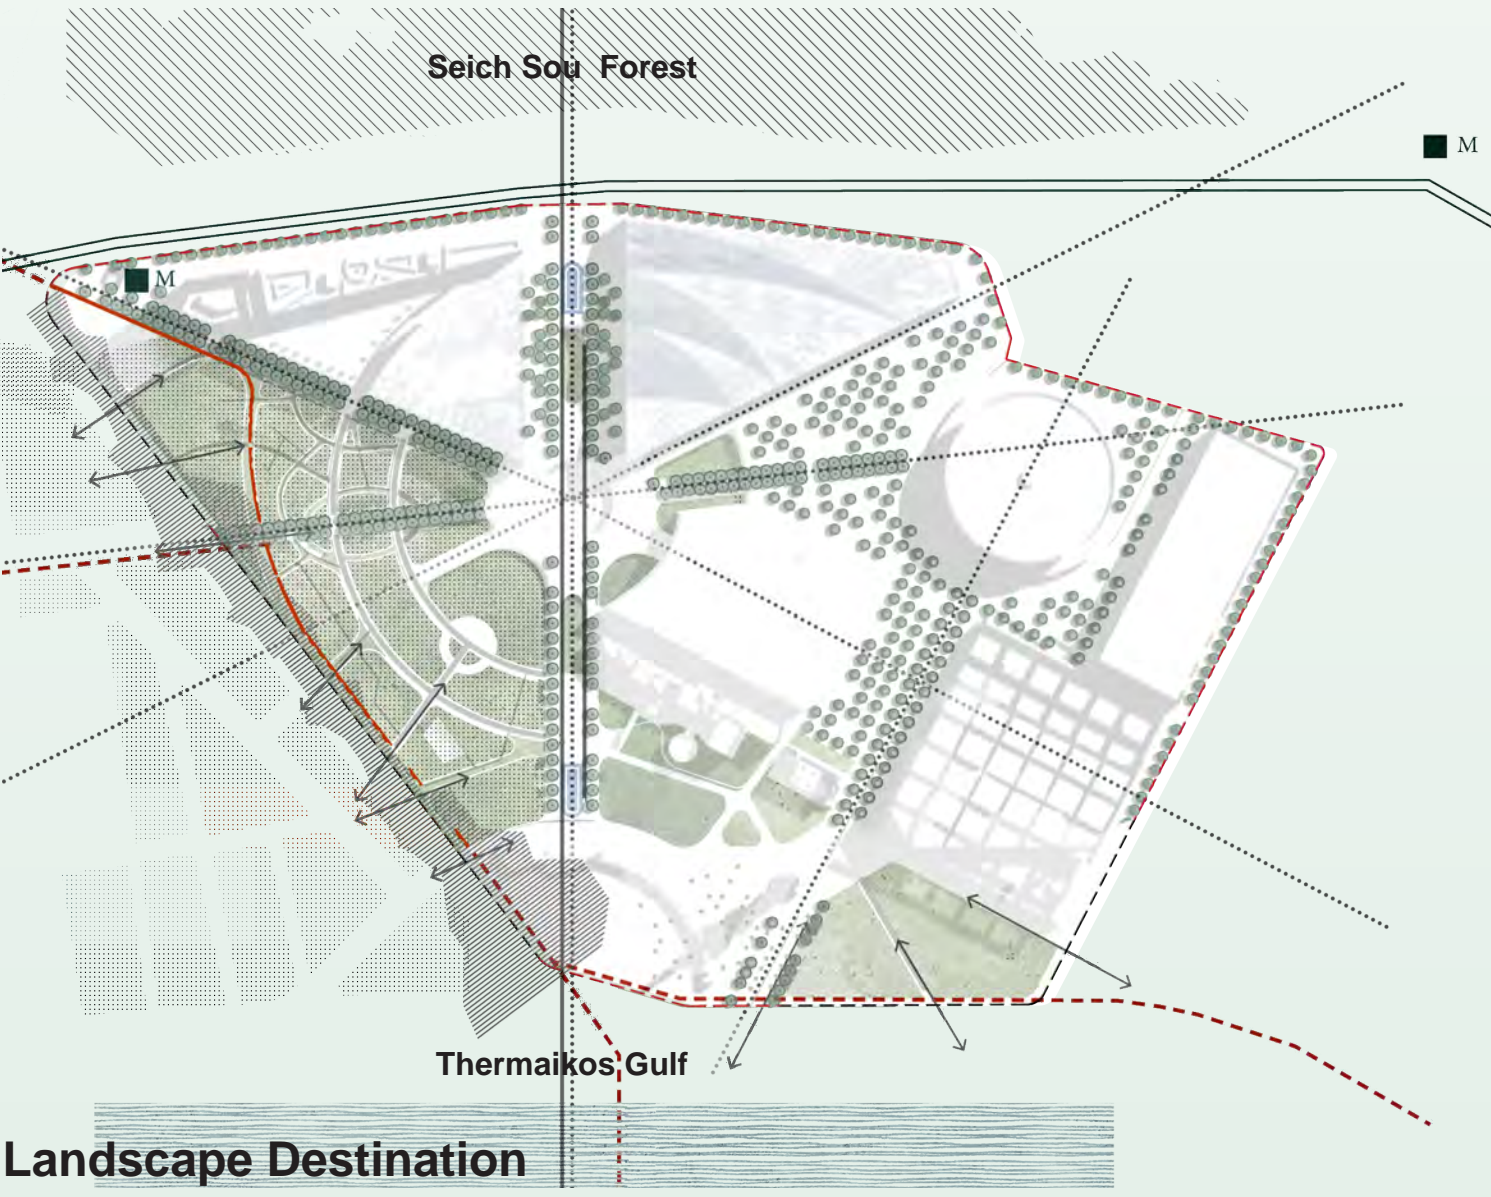 Seich Sou Forest
M
M
Thermaikos Gulf
Landscape Destination